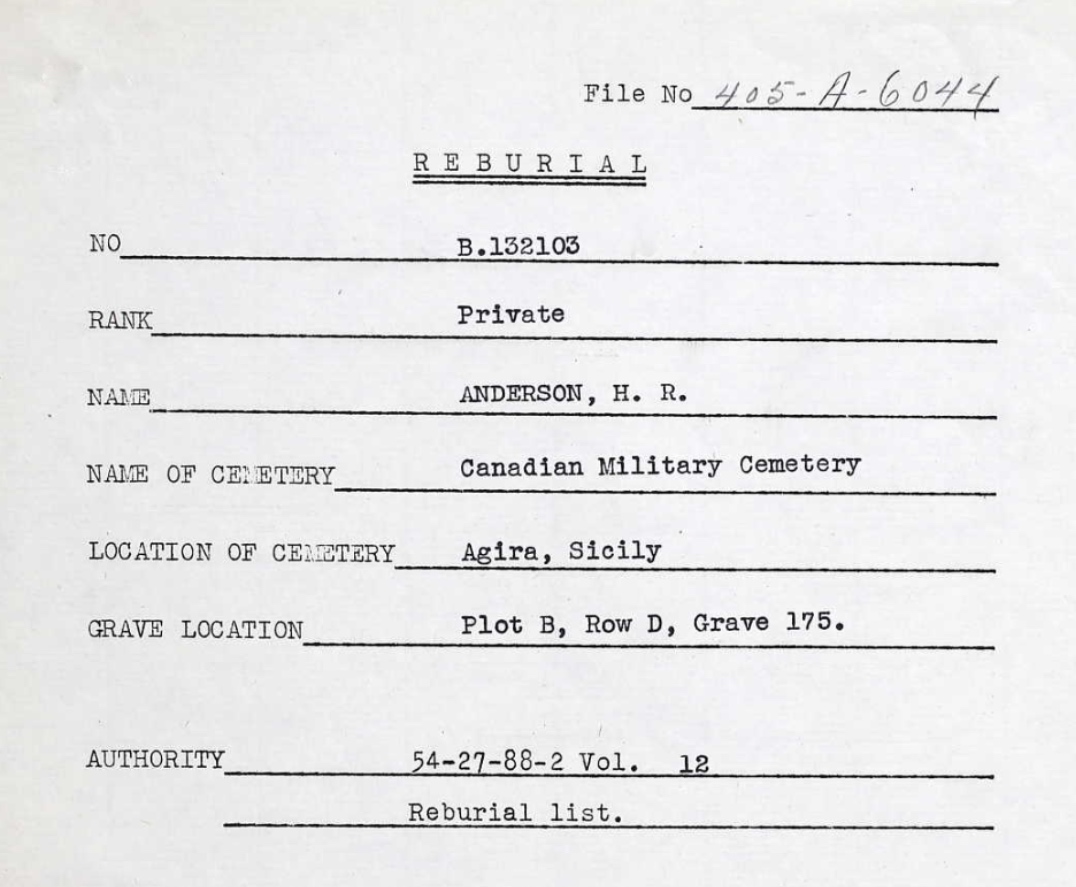 File No 405-A-6044
R E B U R I A L
NO B.132103
RANK Private
NAME ANDERSON, H. R.
NAME OF CEMETERY Canadian Military Cemetery
LOCATION OF CEMETERY Agira, Sicily
GRAVE LOCATION Plot B, Row D, Grave 175.
AUTHORITY 54-27-88-2 Vol. 12
Reburial list.